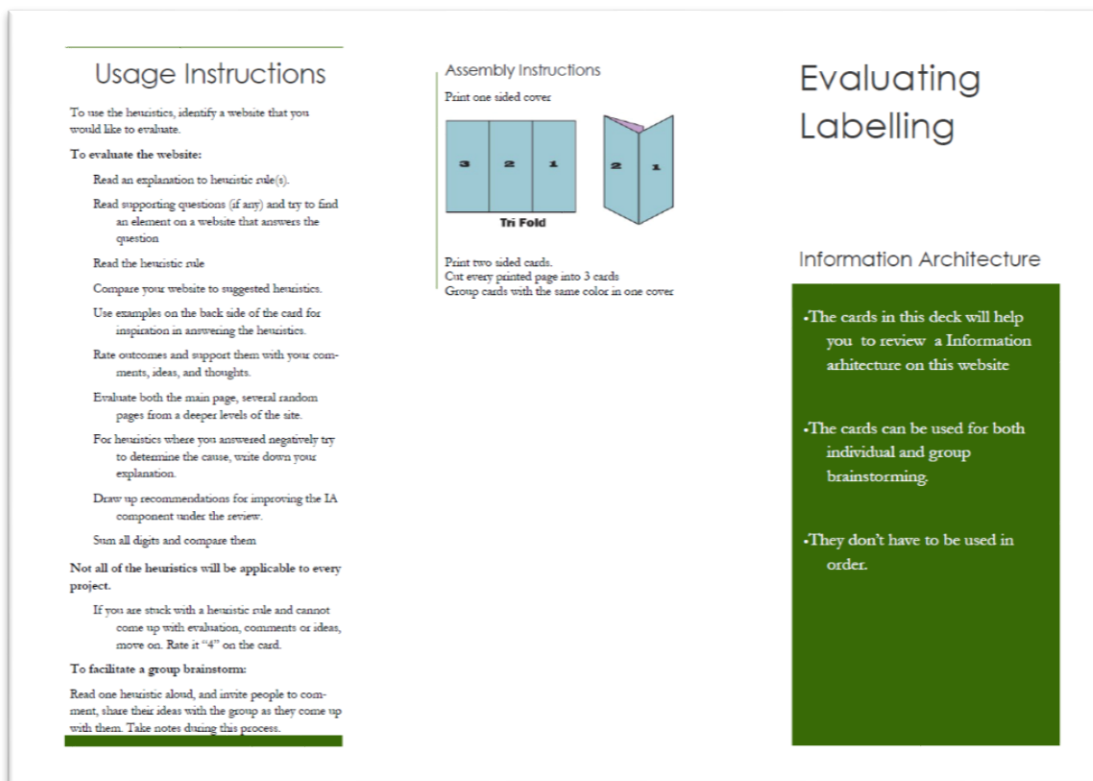 Usage Instructions
To use the heuristics, identify a website that you
would like to evaluate.
To evaluate the website:
Read an explanation to heuristic rule(s).
Read supporting questions (if any) and try to find
an element on a website that answers the
question
Read the heuristic rule
Compare your website to suggested heuristics.
Use examples on the back side of the card for
inspiration in answering the heuristics.
Rate outcomes and support them with your com-
ments, ideas, and thoughts.
Evaluate both the main page, several random
pages from a deeper levels of the site.
For heuristics where you answered negatively try
to determine the cause, write down your
explanation.
Draw up recommendations for improving the IA
component under the review.
Sum all digits and compare them
Not all of the heuristics will be applicable to every
project.
If you are stuck with a heuristic rule and cannot
come up with evaluation, comments or ideas,
move on. Rate it “4” on the card.
To facilitate a group brainstorm:
Read one heuristic aloud, and invite people to com-
ment, share their ideas with the group as they come up
with them. Take notes during this process.
Assembly Instructions
Print one sided cover
3 2 1
2 1
Tri Fold
Print two sided cards.
Cut every printed page into 3 cards
Group cards with the same color in one cover
Evaluating
Labelling
Information Architecture
•The cards in this deck will help
you to review a Information
arhitecture on this website
•The cards can be used for both
individual and group
brainstorming.
•They don’t have to be used in
order.